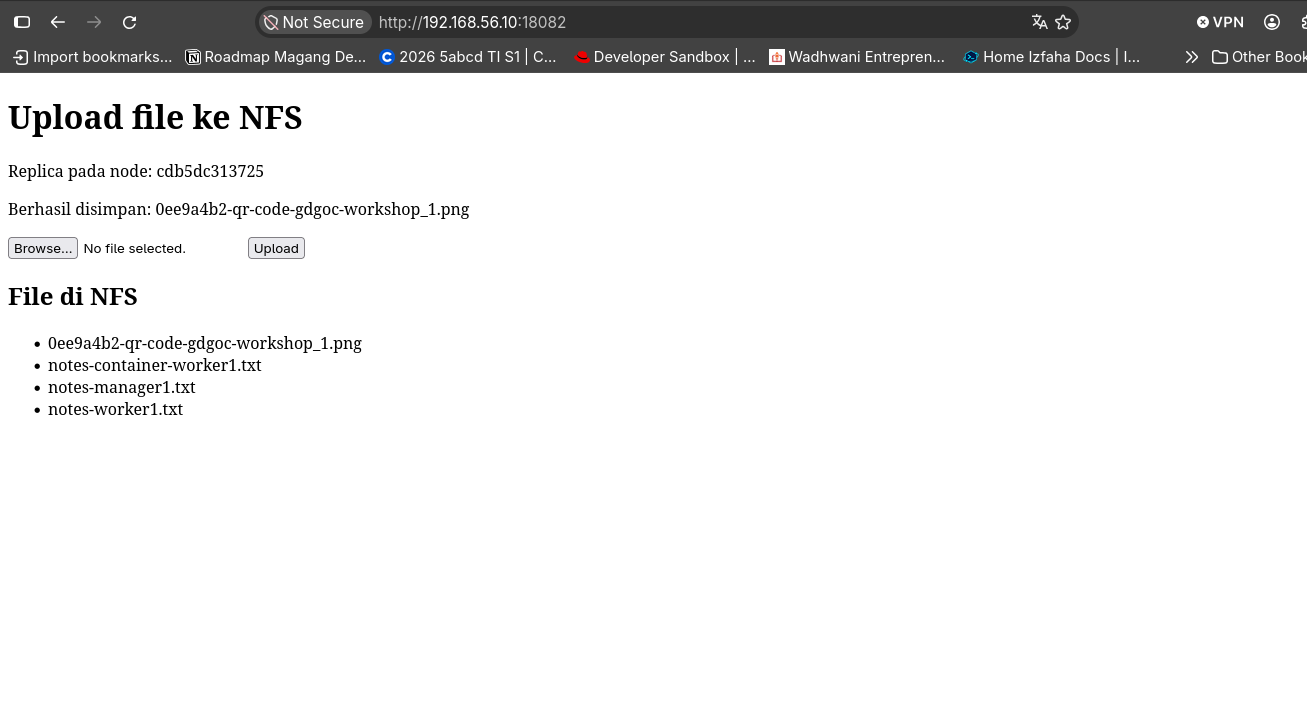 Not Secure http://192.168.56.10:18082 VPN
Import bookmarks... Roadmap Magang De... 2026 5abcd TI S1 | C... Developer Sandbox | ... Wadhwani Entrepren... Home Izfaha Docs | I... Other Book
Upload file ke NFS
Replica pada node: cdb5dc313725
Berhasil disimpan: 0ee9a4b2-qr-code-gdgoc-workshop_1.png
Browse... No file selected. Upload
File di NFS
• 0ee9a4b2-qr-code-gdgoc-workshop_1.png
• notes-container-worker1.txt
• notes-manager1.txt
• notes-worker1.txt